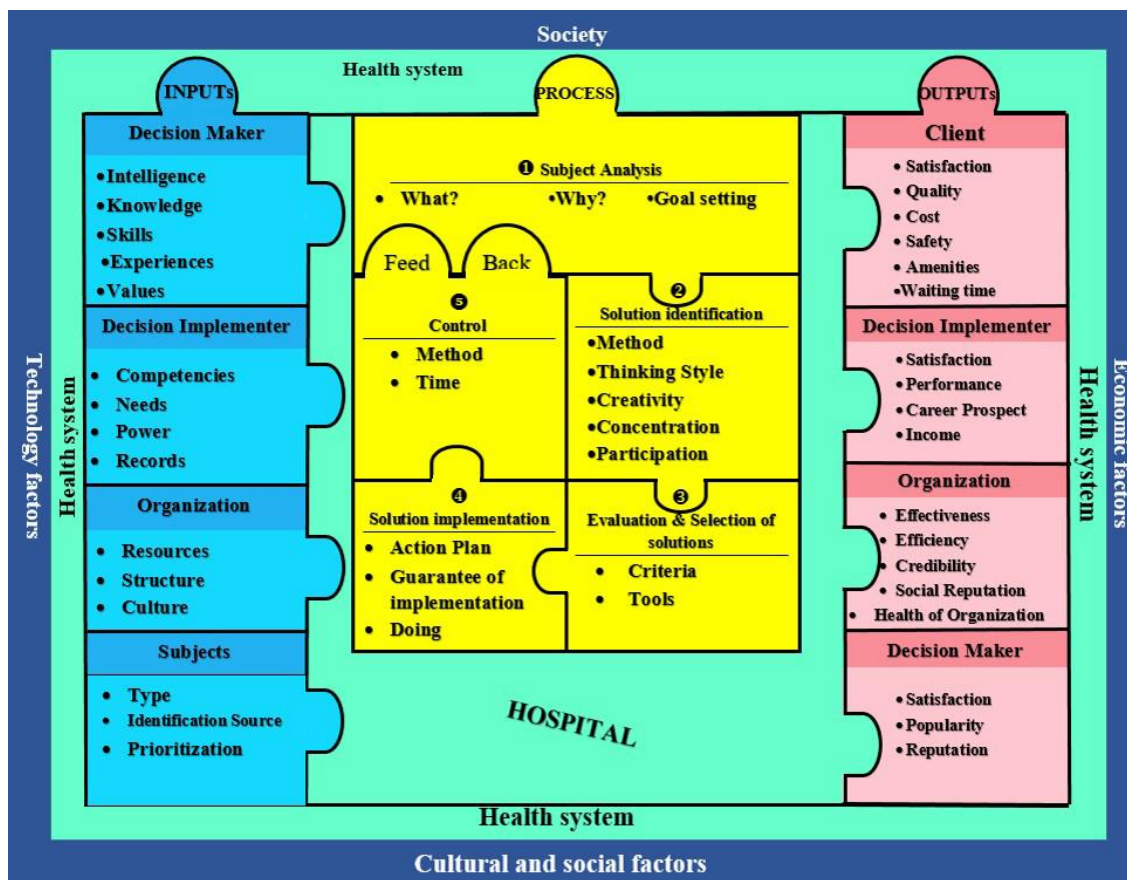 Society
Health system
INPUTs
PROCESS
OUTPUTs
Technology factors
Health system
Decision Maker
•Intelligence
•Knowledge
•Skills
•Experiences
•Values
Decision Implementer
• Competencies
• Needs
• Power
• Records
Organization
• Resources
• Structure
• Culture
Subjects
• Type
• Identification Source
• Prioritization
❶ Subject Analysis
• What? •Why? •Goal setting
Feed Back
❺
Control
• Method
• Time
❷
Solution identification
•Method
•Thinking Style
•Creativity
•Concentration
•Participation
❹
Solution implementation
• Action Plan
• Guarantee of
implementation
• Doing
❸
Evaluation & Selection of
solutions
• Criteria
• Tools
HOSPITAL
Client
• Satisfaction
• Quality
• Cost
• Safety
• Amenities
•Waiting time
Decision Implementer
• Satisfaction
• Performance
• Career Prospect
• Income
Organization
• Effectiveness
• Efficiency
• Credibility
• Social Reputation
• Health of Organization
Decision Maker
• Satisfaction
• Popularity
• Reputation
Health system
Economic factors
Health system
Cultural and social factors